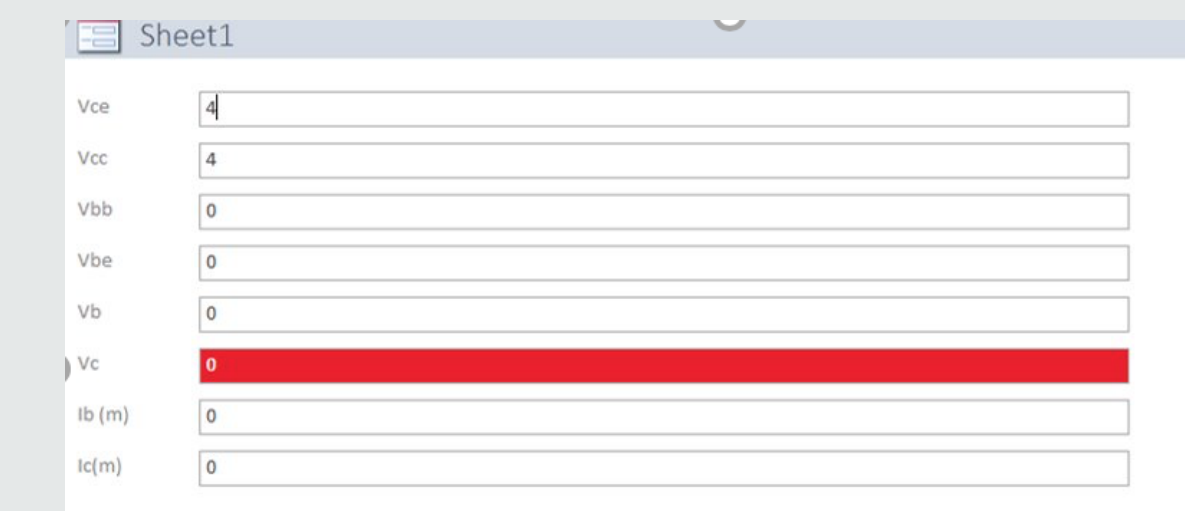 Sheet1
Vce 4
Vcc 4
Vbb 0
Vbe 0
Vb 0
Vc 0
Ib (m) 0
Ic(m) 0